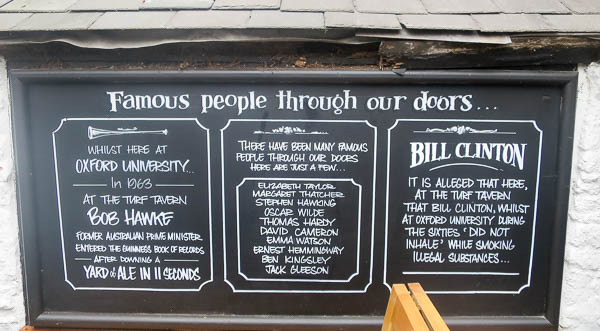 Famous people through our doors...
WHILST HERE AT
OXFORD UNIVERSITY...
In 1963
AT THE TURF TAVERN
BOB HAWKE
FORMER AUSTRALIAN PRIME MINISTER
ENTERED THE GUINNESS BOOK OF RECORDS
AFTER DOWNING A
YARD OF ALE IN 11 SECONDS
THERE HAVE BEEN MANY FAMOUS
PEOPLE THROUGH OUR DOORS
HERE ARE JUST A FEW...
ELIZABETH TAYLOR
MARGARET THATCHER
STEPHEN HAWKING
OSCAR WILDE
THOMAS HARDY
DAVID CAMERON
EMMA WATSON
ERNEST HEMMINGWAY
BEN KINGSLEY
JACK GLEESON
BILL CLINTON
IT IS ALLEGED THAT HERE,
AT THE TURF TAVERN
THAT BILL CLINTON, WHILST
AT OXFORD UNIVERSITY DURING
THE SIXTIES 'DID NOT
INHALE' WHILE SMOKING
ILLEGAL SUBSTANCES...